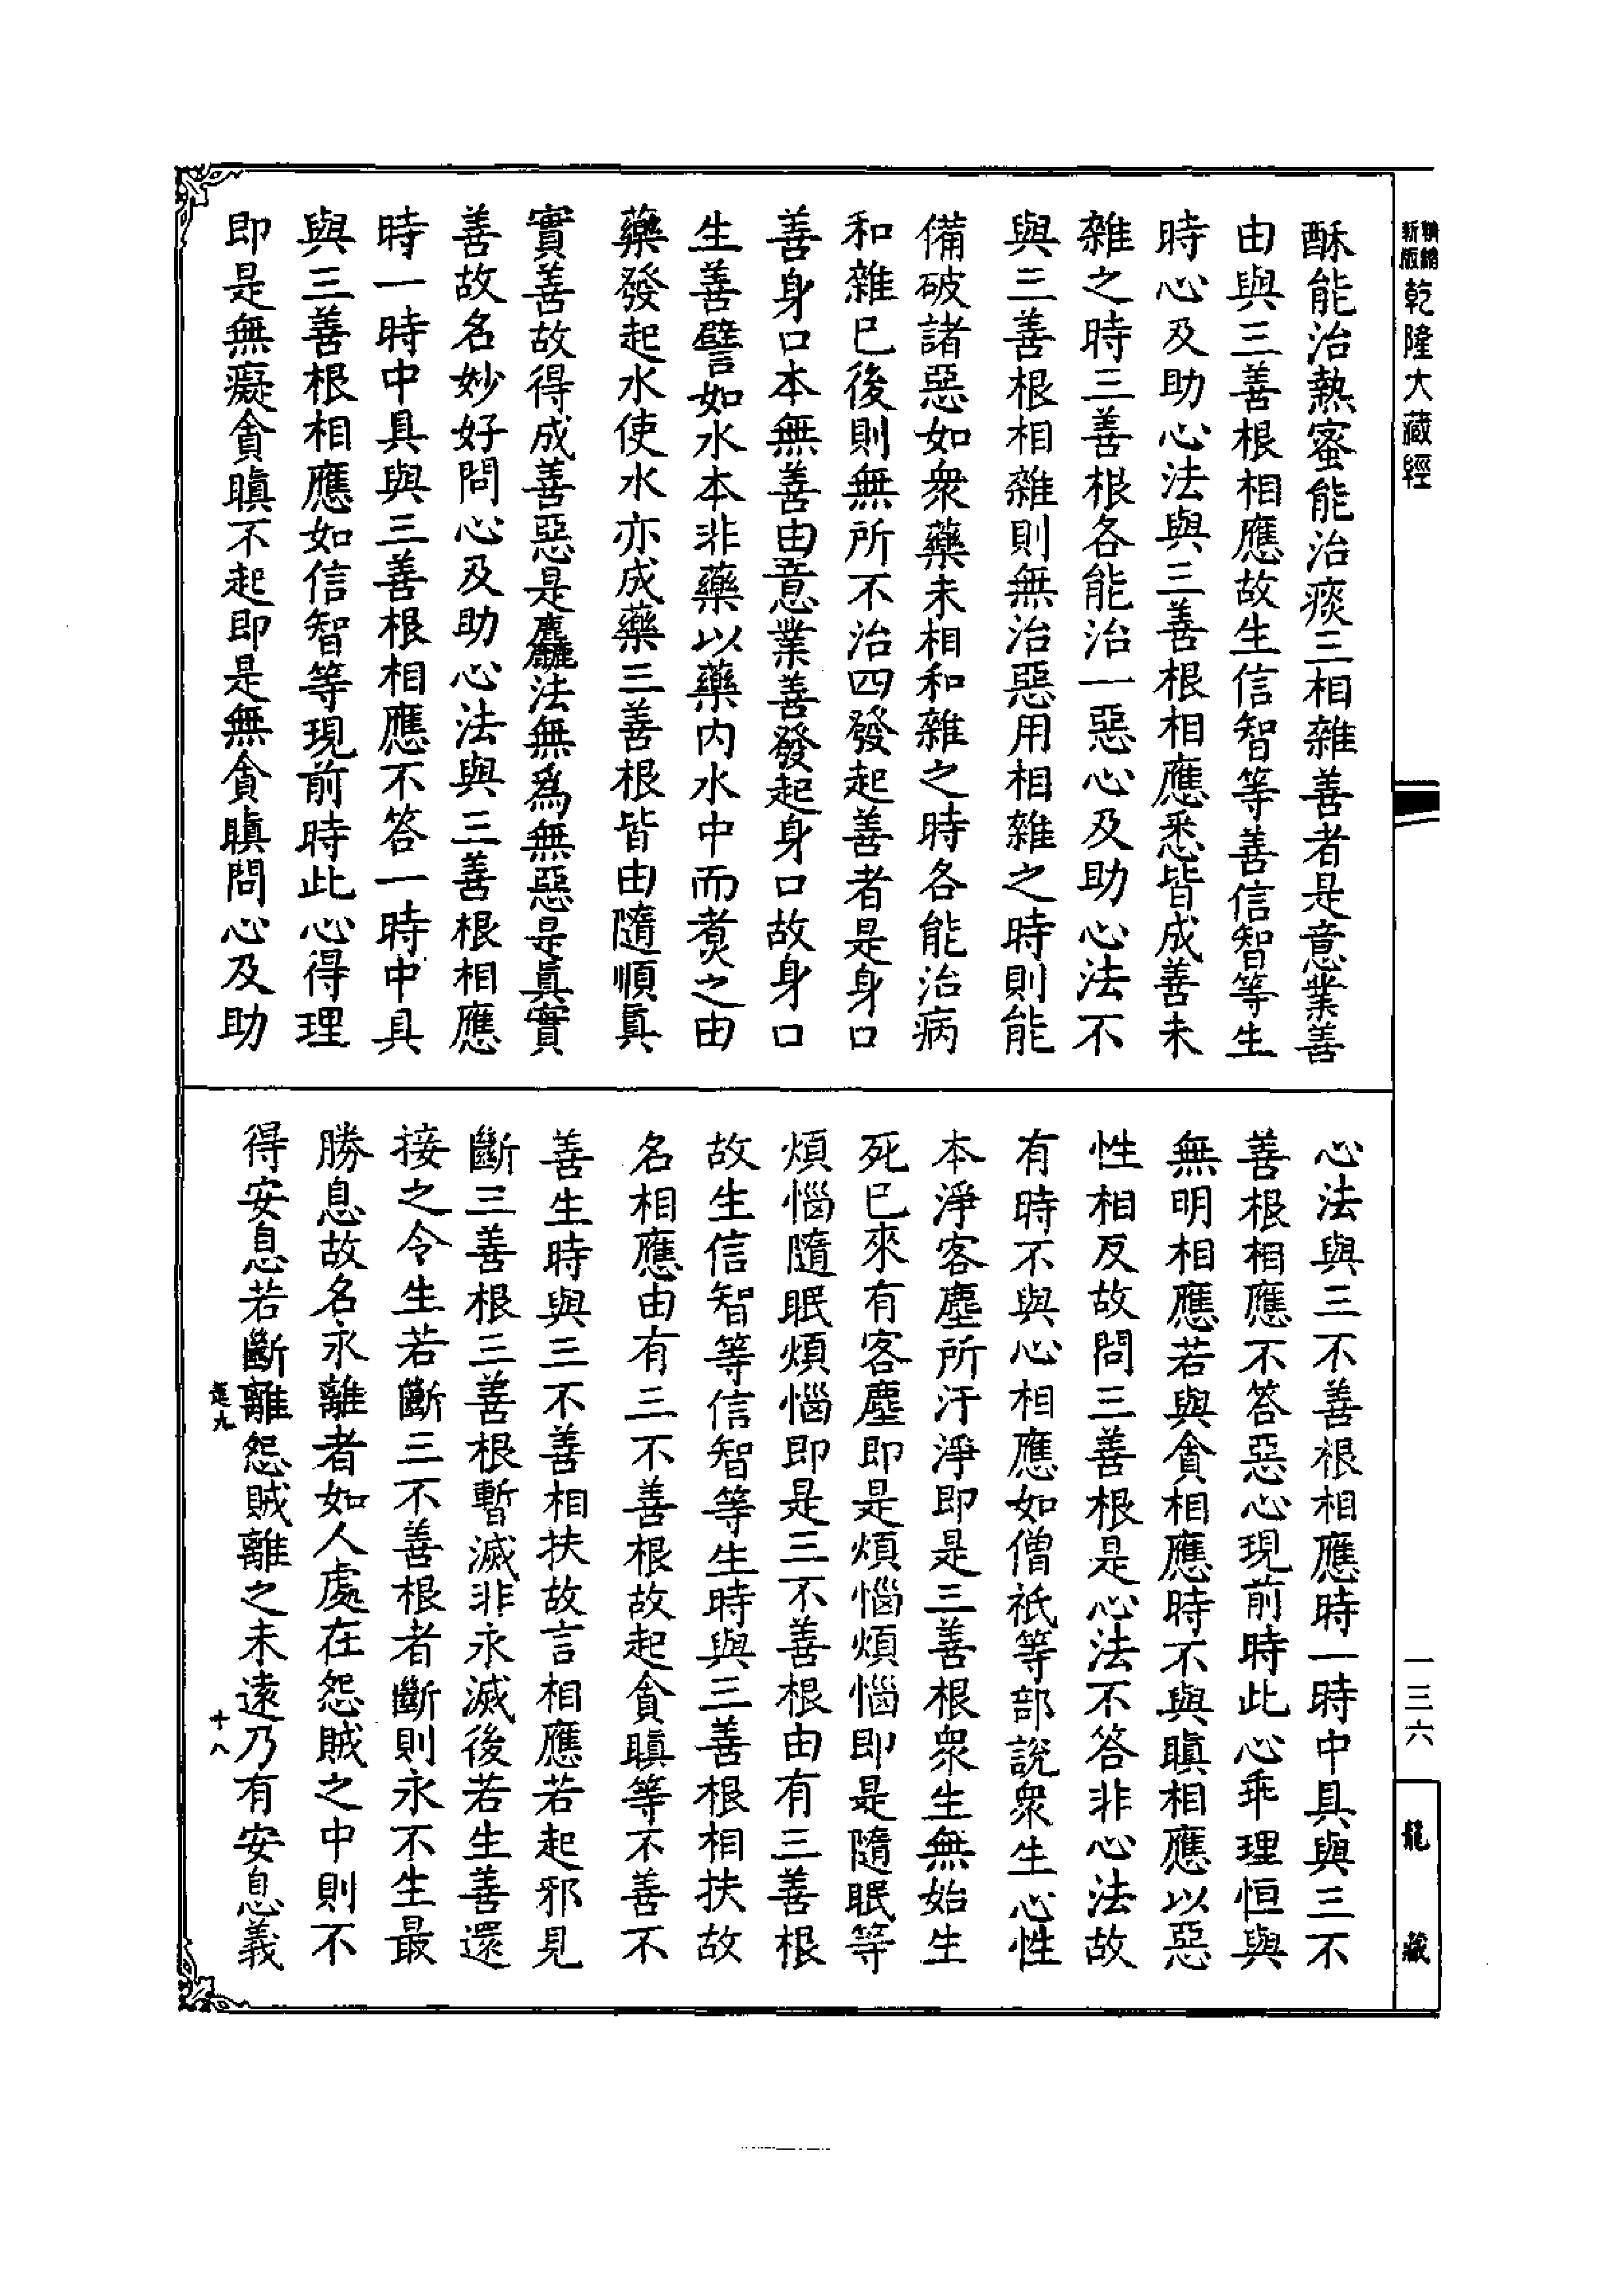 新版精縮乾隆大藏經
酥能治熱蜜能治痰三相雜善者是意業善
由與三善根相應故生信智等善信智等生
時心及助心法與三善根相應悉皆成善未
雜之時三善根各能治一惡心及助心法不
與三善根相雜則無治惡用相雜之時則能
備破諸惡如衆藥未相和雜之時各能治病
和雜已後則無所不治四發起善者是身口
善身口本無善由意業善發起身口故身口
生善譬如水本非藥以藥內水中而煑之由
藥發起水使水亦成藥三善根皆由隨順真
實善故得成善惡是麤法無爲無惡是真實
善故名妙好問心及助心法與三善根相應
時一時中具與三善根相應不答一時中具
與三善根相應如信智等現前時此心得理
即是無癡貪瞋不起即是無貪瞋問心及助
心法與三不善根相應時一時中具與三不
善根相應不答惡心現前時此心乖理恒與
無明相應若與貪相應時不與瞋相應以惡
性相反故問三善根是心法不答非心法故
有時不與心相應如僧祇等部說衆生心性
本淨客塵所汙淨即是三善根衆生無始生
死已來有客塵即是煩惱煩惱即是隨眠等
煩惱隨眠煩惱即是三不善根由有三善根
故生信智等信智等生時與三善根相扶故
名相應由有三不善根故起貪瞋等不善不
善生時與三不善相扶故言相應若起邪見
斷三善根三善根暫滅非永滅後若生善還
接之令生若斷三不善根者斷則永不生最
勝息故名永離者如人處在怨賊之中則不
得安息若斷離怨賊離之未遠乃有安息義
九
十八
一三六
龍藏